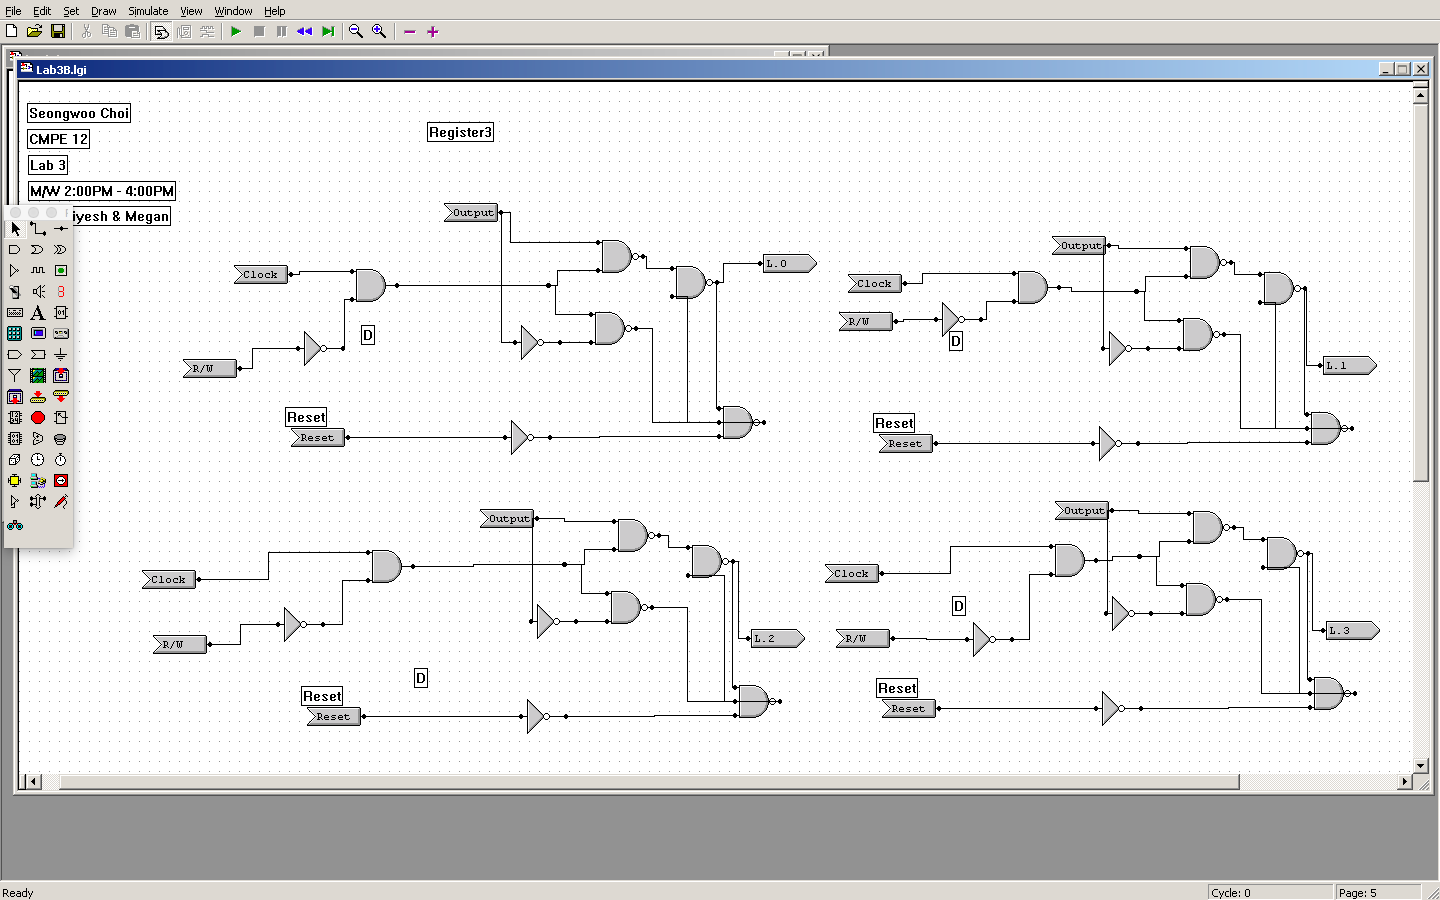 File Edit Set Draw Simulate View Window Help
Lab3B.lgi
Seongwoo Choi
CMPE 12
Register3
Lab 3
M/W 2:00PM - 4:00PM
iyesh & Megan
Output
Output
L.0
Clock
Clock
R/W
D
D
R/W
L.1
Reset
Reset
Reset
Reset
Output
Output
Clock
Clock
D
R/W
L.2
R/W
L.3
D
Reset
Reset
Reset
Reset
Ready
Cycle: 0
Page: 5